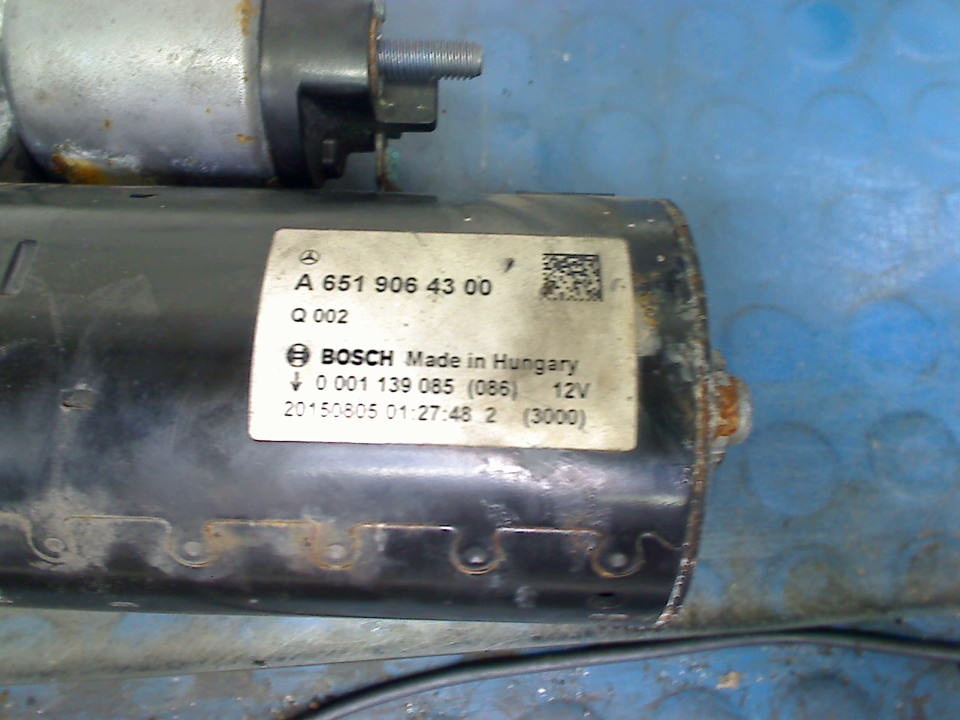 A 651 906 43 00
Q 002
BOSCH Made in Hungary
↓ 0 001 139 085 (086) 12V
20150805 01:27:48 2 (3000)